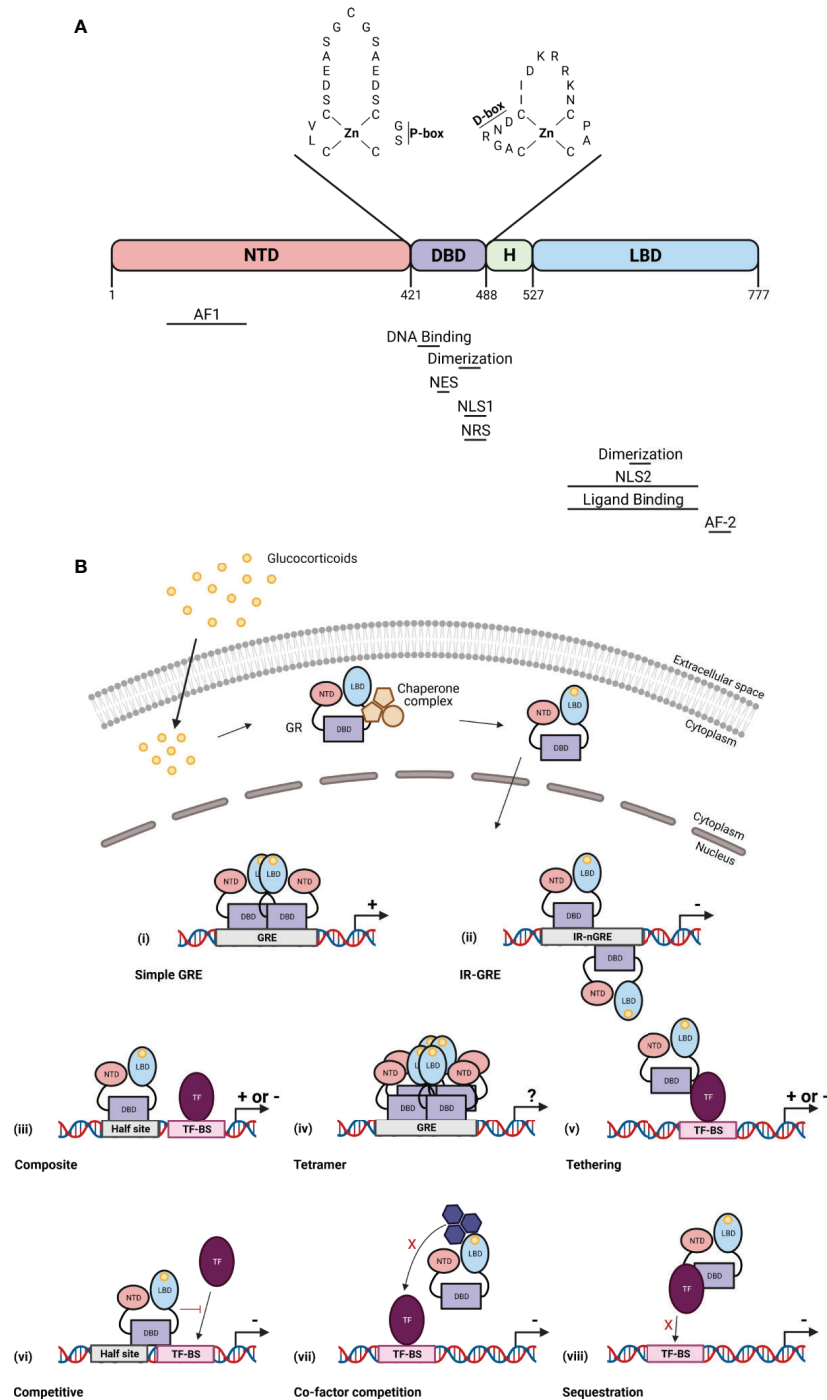 A
C
G G
S S
A A
E E
D D
S S
C C
V
L
Zn
C C
G
S
P-box
K R
D R
I K
I N
C C
D-box
D
N
R
G
A
C
Zn
C
P
A
NTD DBD H LBD
1 421 488 527 777
AF1
DNA Binding
Dimerization
NES
NLS1
NRS
Dimerization
NLS2
Ligand Binding
AF-2
B
Glucocorticoids
Extracellular space
Cytoplasm
GR NTD LBD DBD
Chaperone
complex
NTD LBD
DBD
Cytoplasm
Nucleus
NTD L LBD NTD
DBD DBD
GRE
+
(i)
Simple GRE
NTD LBD
DBD
IR-nGRE
-
DBD
NTD LBD
(ii)
IR-GRE
NTD LBD
DBD TF
Half site TF-BS
+ or -
(iii)
Composite
NTD L LBD NTD
DBD DBD
GRE
?
(iv)
Tetramer
NTD LBD
DBD
TF
TF-BS
+ or -
(v)
Tethering
TF
NTD LBD
DBD
Half site TF-BS
-
(vi)
Competitive
X
NTD LBD
DBD
TF
TF-BS
-
(vii)
Co-factor competition
NTD LBD
TF DBD
X
TF-BS
-
(viii)
Sequestration